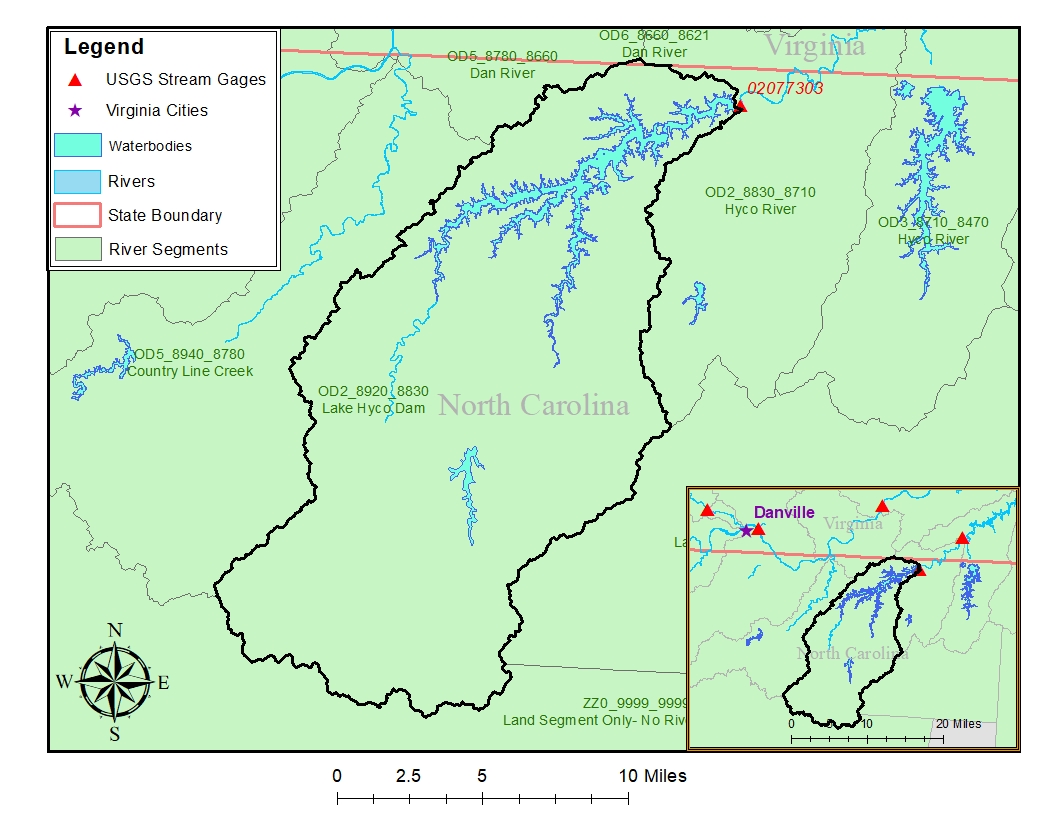 Legend
USGS Stream Gages
Virginia Cities
Waterbodies
Rivers
State Boundary
River Segments
OD6_8660_8621
Dan River
Virginia
OD5_8780_8660
Dan River
02077303
OD2_8830_8710
Hyco River
OD3_8710_8470
Hyco River
OD5_8940_8780
Country Line Creek
OD2_8920_8830
Lake Hyco Dam
North Carolina
Danville
Virginia
La
North Carolina
N
W E
S
ZZ0_9999_9999
Land Segment Only- No Riv
0 5 10 20 Miles
0 2.5 5 10 Miles